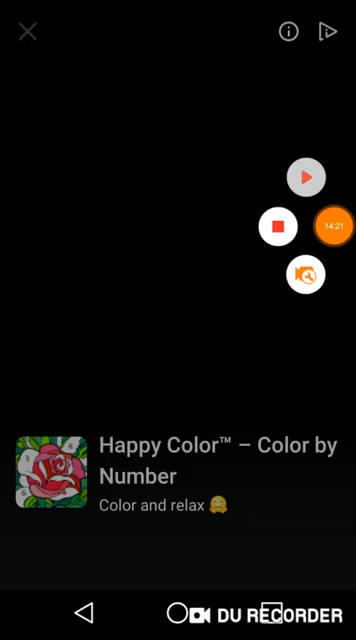 14:21
Happy Color™ – Color by
Number
Color and relax 🤗
DU RECORDER